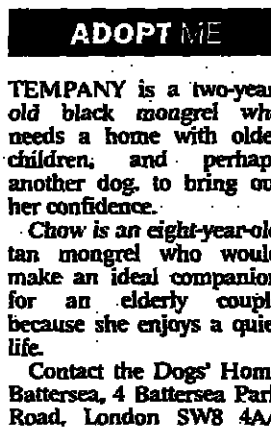 ADOPT ME
TEMPANY is a two-year
old black mongrel wh
needs a home with olde
children, and perhap
another dog, to bring ou
her confidence.
Chow is an eight-year-ol
tan mongrel who woul
make an ideal companion
for an elderly coupl
because she enjoys a quie
life.
Contact the Dogs' Hom
Battersea, 4 Battersea Park
Road, London SW8 4A